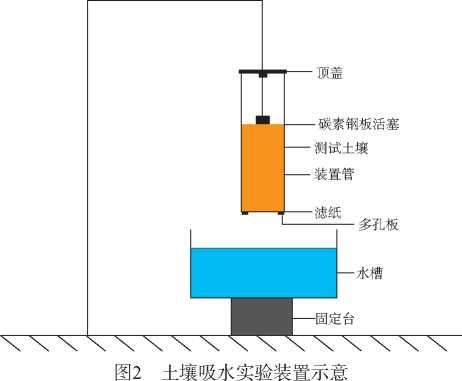 顶盖
碳素钢板活塞
测试土壤
装置管
滤纸
多孔板
水槽
固定台
图2 土壤吸水实验装置示意